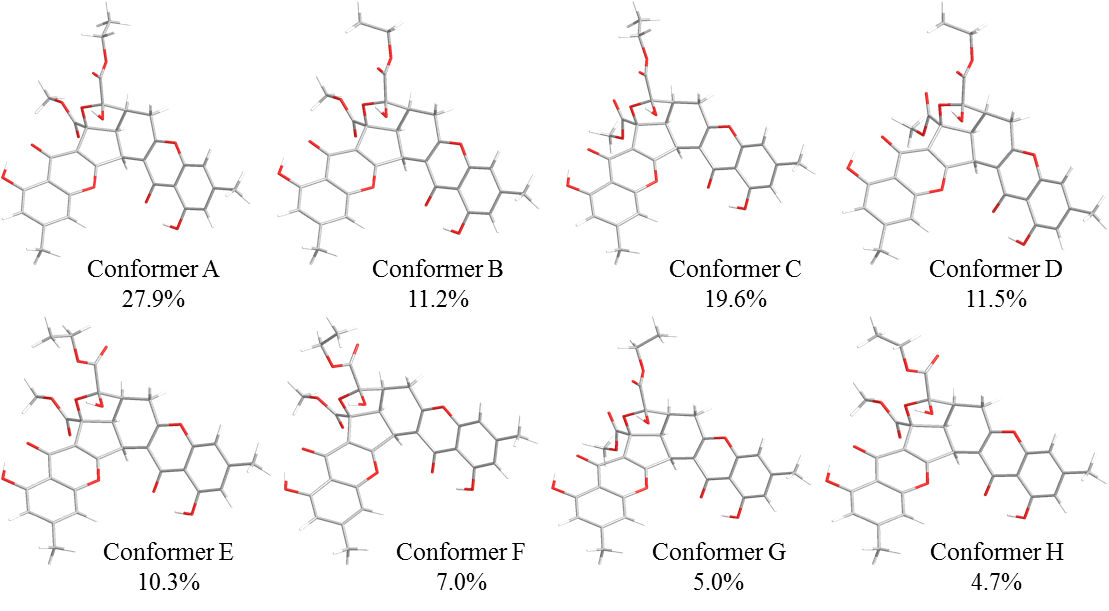 Conformer A
27.9%
Conformer B
11.2%
Conformer C
19.6%
Conformer D
11.5%
Conformer E
10.3%
Conformer F
7.0%
Conformer G
5.0%
Conformer H
4.7%